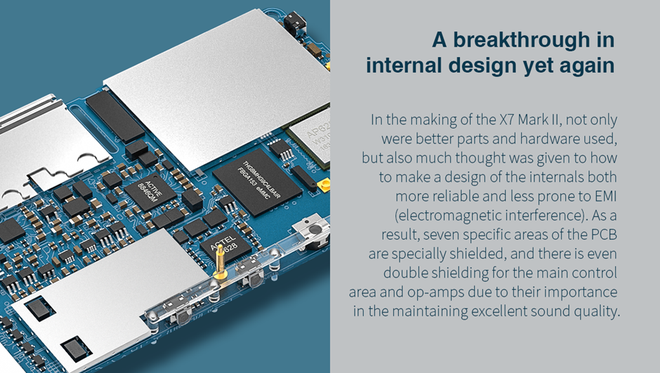 A breakthrough in
internal design yet again
In the making of the X7 Mark II, not only
were better parts and hardware used,
but also much thought was given to how
to make a design of the internals both
more reliable and less prone to EMI
(electromagnetic interference). As a
result, seven specific areas of the PCB
are specially shielded, and there is even
double shielding for the main control
area and op-amps due to their importance
in the maintaining excellent sound quality.
ACTIVE
8846QM
ACTEL